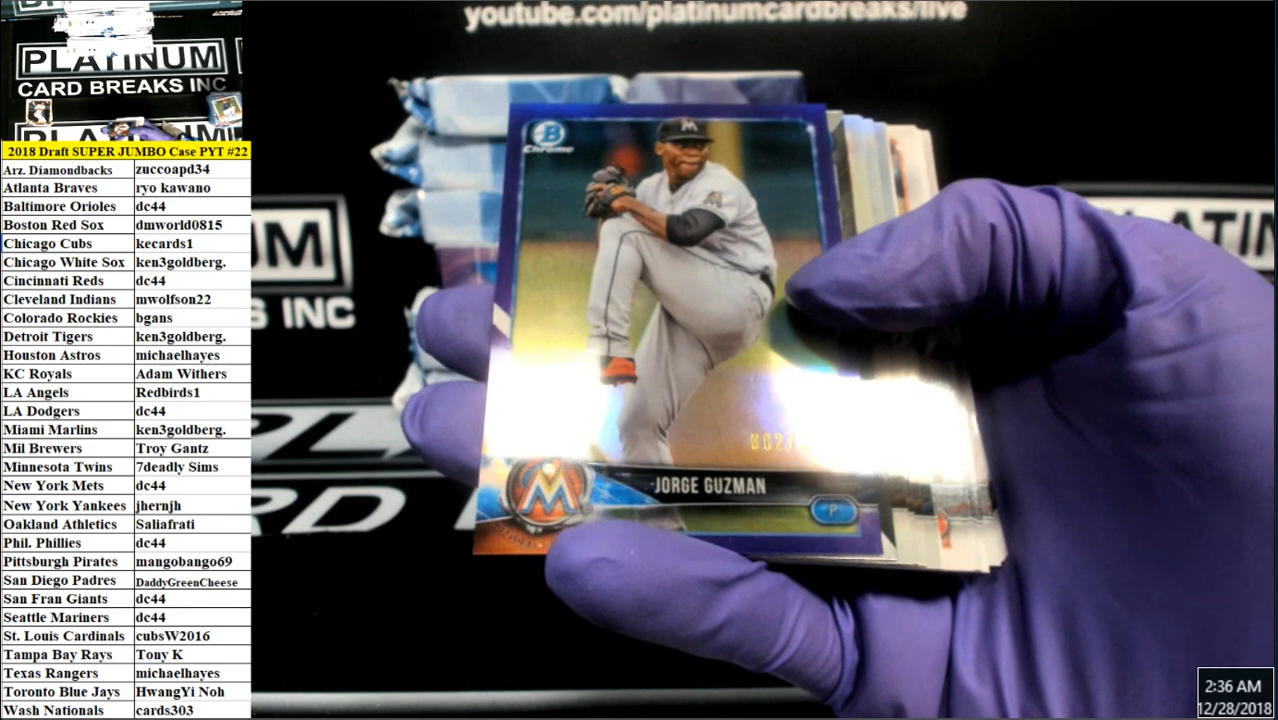 youtube.com/platinumcardbreaks/live
PLATINUM
CARD BREAKS INC
2018 Draft SUPER JUMBO Case PYT #22
Arz. Diamondbacks zuccoapd34
Atlanta Braves ryo kawano
Baltimore Orioles dc44
Boston Red Sox dmworld0815
Chicago Cubs kecards1
Chicago White Sox ken3goldberg.
Cincinnati Reds dc44
Cleveland Indians mwolfson22
Colorado Rockies bgans
Detroit Tigers ken3goldberg.
Houston Astros michaelhayes
KC Royals Adam Withers
LA Angels Redbirds1
LA Dodgers dc44
Miami Marlins ken3goldberg.
Mil Brewers Troy Gantz
Minnesota Twins 7deadly Sims
New York Mets dc44
New York Yankees jhernjh
Oakland Athletics Saliafrati
Phil. Phillies dc44
Pittsburgh Pirates mangobango69
San Diego Padres DaddyGreenCheese
San Fran Giants dc44
Seattle Mariners dc44
St. Louis Cardinals cubsW2016
Tampa Bay Rays Tony K
Texas Rangers michaelhayes
Toronto Blue Jays HwangYi Noh
Wash Nationals cards303
B
Chrome
M
JORGE GUZMAN
P
UM
S INC
PLATIN
2:36 AM
12/28/2018